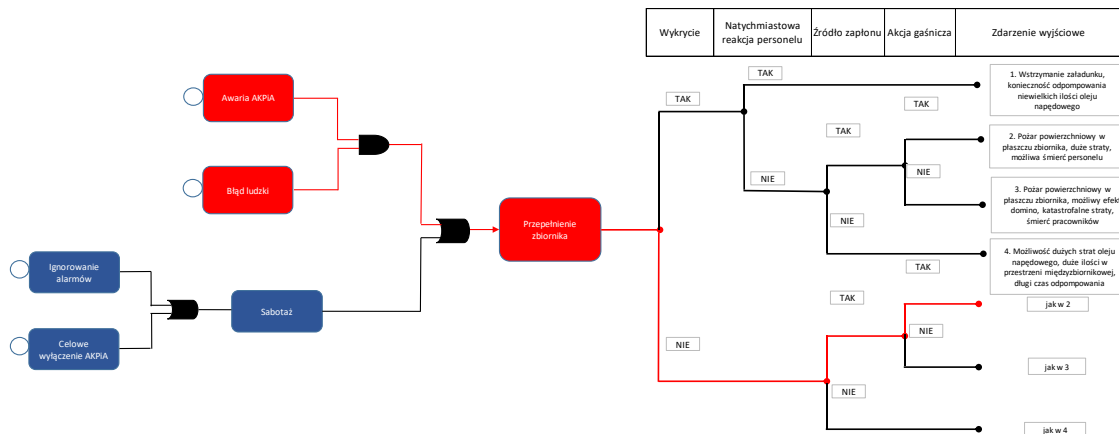 Wykrycie
Natychmiastowa
reakcja personelu
Źródło zapłonu
Akcja gaśnicza
Zdarzenie wyjściowe
TAK
1. Wstrzymanie załadunku,
konieczność odpompowania
niewielkich ilości oleju
napędowego
Awaria AKPiA
TAK
TAK
TAK
2. Pożar powierzchniowy w
płaszczu zbiornika, duże straty,
możliwa śmierć personelu
Błąd ludzki
NIE
NIE
3. Pożar powierzchniowy w
płaszczu zbiornika, możliwy efekt
domino, katastrofalne straty,
śmierć pracowników
Przepełnienie
zbiornika
NIE
Ignorowanie
alarmów
4. Możliwość dużych strat oleju
napędowego, duże ilości w
przestrzeni międzyzbiornikowej,
długi czas odpompowania
TAK
Sabotaż
TAK
jak w 2
Celowe
wyłączenie AKPiA
NIE
NIE
jak w 3
NIE
jak w 4